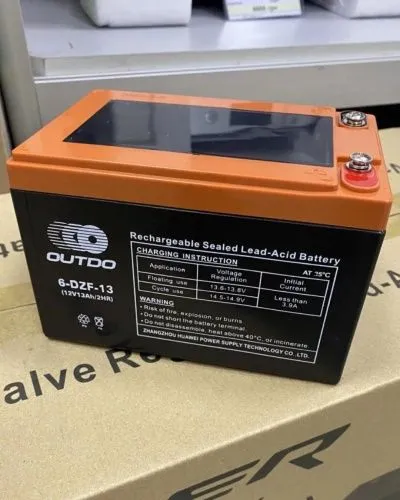 OUTDO
6-DZF-13
(12V13Ah/2HR)
Rechargeable Sealed Lead-Acid Battery
CHARGING INSTRUCTION AT 25°C
Application Voltage Regulation Initial Current
Floating use 13.6-13.8V Less than 3.9A
Cycle use 14.5-14.9V
WARNING
• Risk of fire, explosion, or burns.
• Do not short the battery terminal.
• Do not disassemble, heat above 40°C, or incinerate.
ZHANGZHOU HUAWEI POWER SUPPLY TECHNOLOGY CO.,LTD.
alve Re
ER